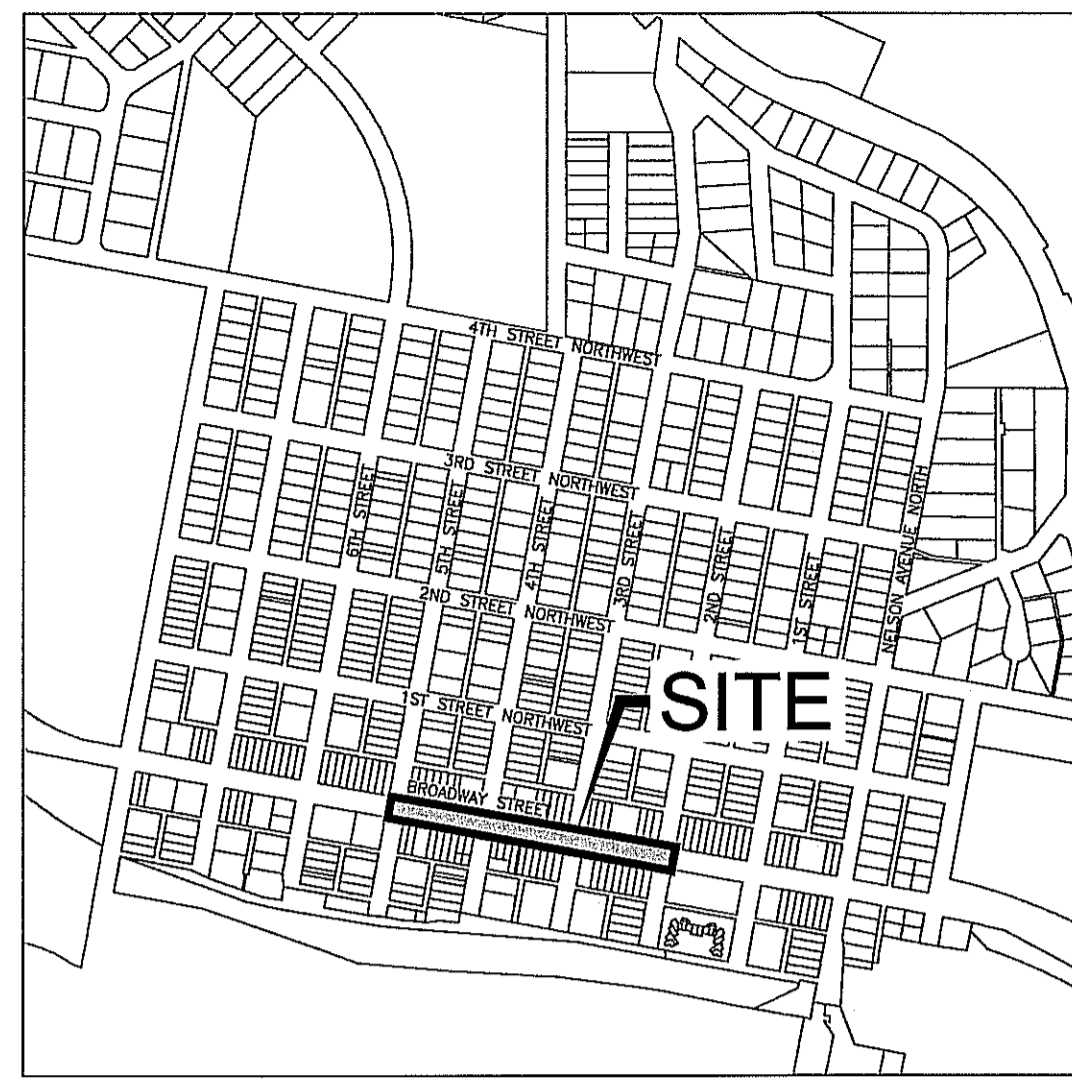 4TH STREET NORTHWEST
3RD STREET NORTHWEST
6TH STREET
5TH STREET
4TH STREET
3RD STREET
2ND STREET
1ST STREET
NELSON AVENUE NORTH
2ND STREET NORTHWEST
SITE
1ST STREET NORTHWEST
BROADWAY STREET